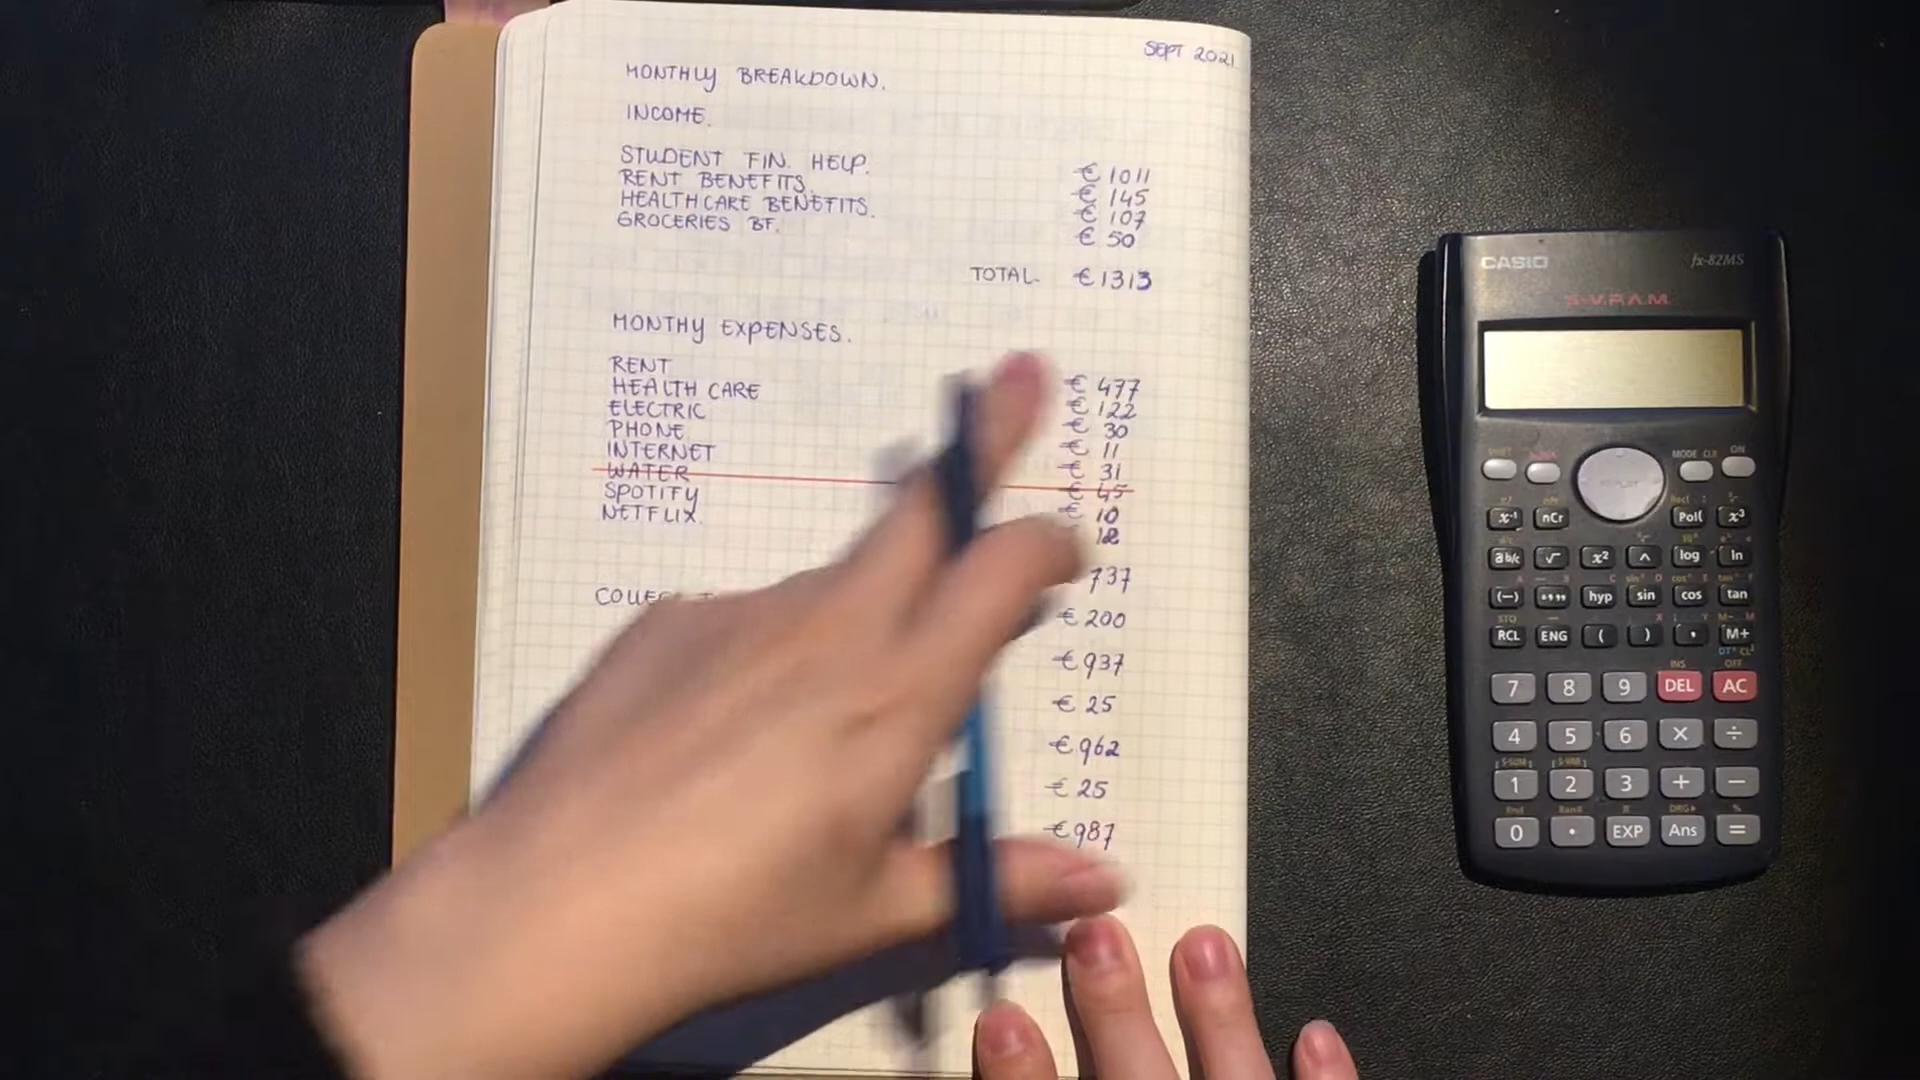 SEPT 2021
MONTHLY BREAKDOWN.
INCOME.
STUDENT FIN. HELP. € 1011
RENT BENEFITS. € 145
HEALTHCARE BENEFITS. € 107
GROCERIES BF. € 50
TOTAL. € 1313
MONTHY EXPENSES.
RENT € 477
HEALTH CARE € 122
ELECTRIC € 30
PHONE € 11
INTERNET € 31
WATER € 45
SPOTIFY € 10
NETFLIX. 12
737
€ 200
€ 937
€ 25
€ 962
€ 25
€ 987
CASIO fx-82MS
S-V.P.A.M.
SHIFT ALPHA MODE CLR ON
x⁻¹ nCr Pol( x³
a b/c √ x² ^ log ln
(−) °''' hyp sin cos tan
RCL ENG ( ) , M+
7 8 9 DEL AC
4 5 6 × ÷
1 2 3 + −
0 • EXP Ans =